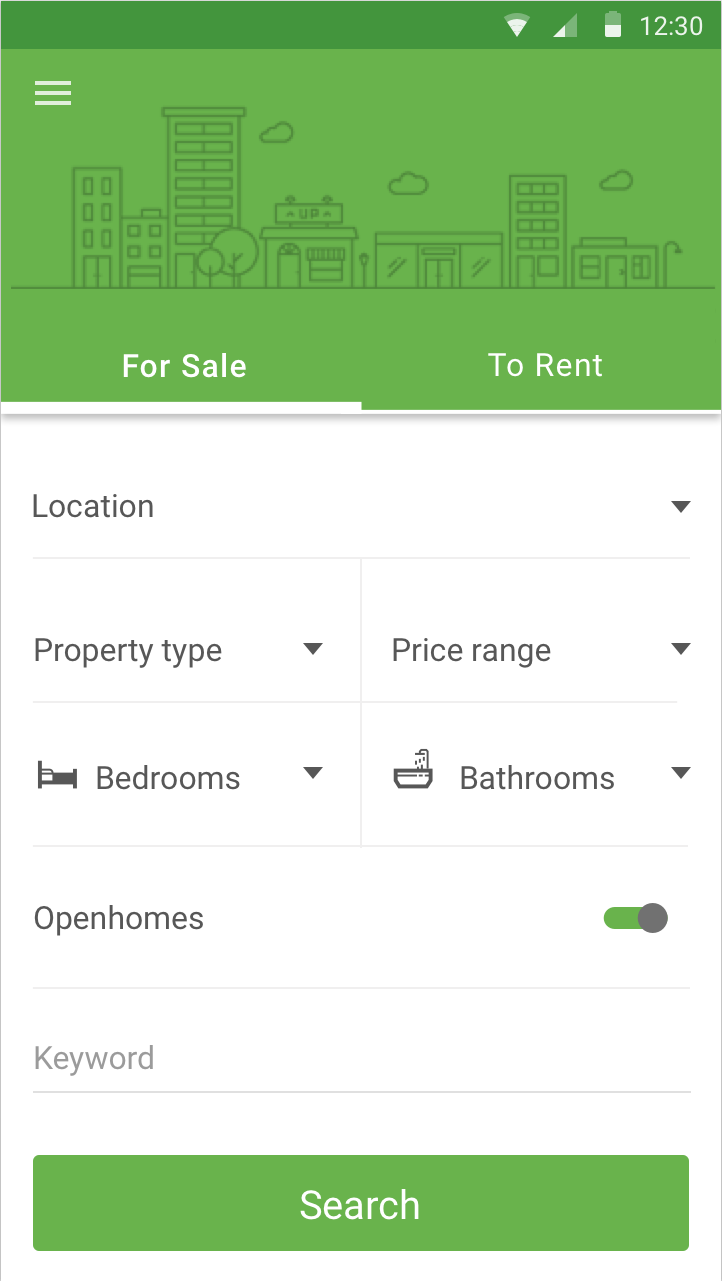 12:30
UP
For Sale To Rent
Location
Property type Price range
Bedrooms Bathrooms
Openhomes
Keyword
Search